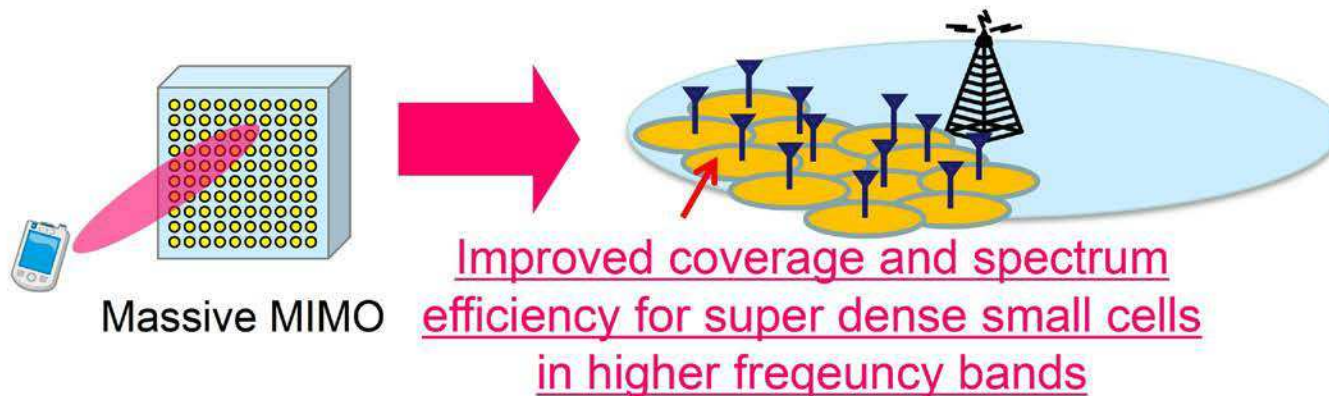 Massive MIMO
Improved coverage and spectrum
efficiency for super dense small cells
in higher freqeuncy bands